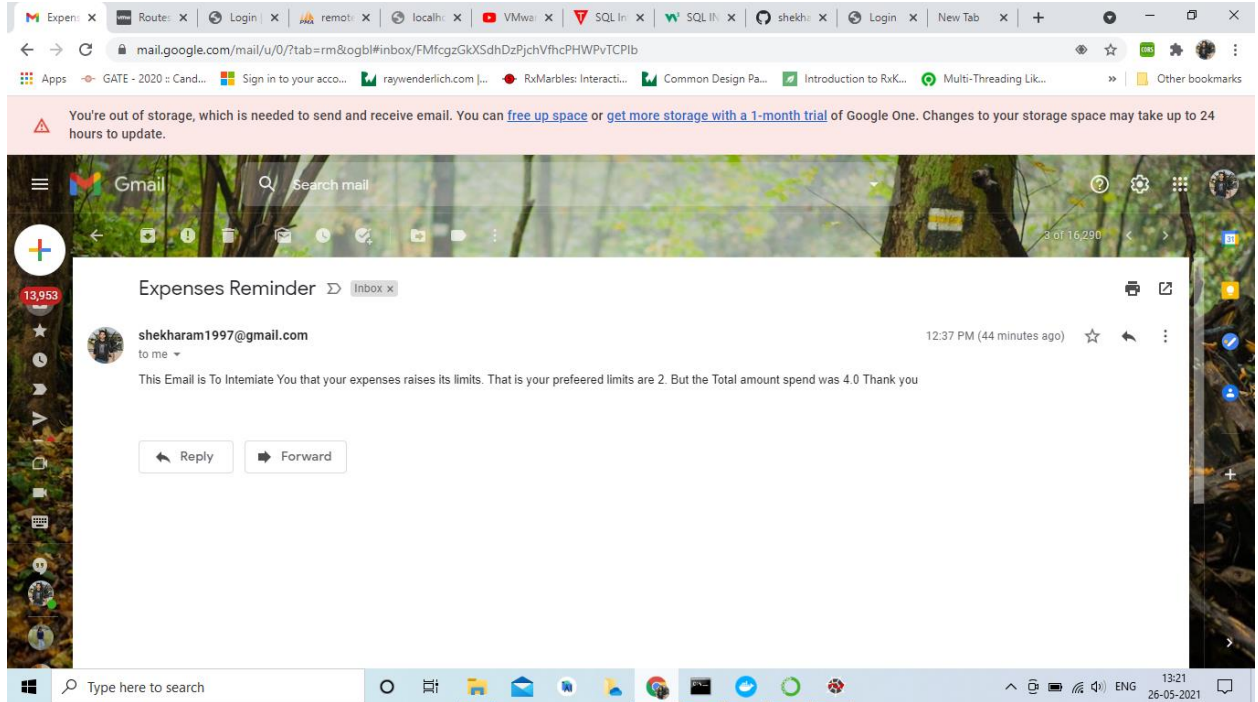 Expens
Routes
Login |
remote
localho
VMwar
SQL In
SQL IN
shekha
Login
New Tab
mail.google.com/mail/u/0/?tab=rm&ogbl#inbox/FMfcgzGkXSdhDzPjchVfhcPHWPvTCPlb
Apps
GATE - 2020 :: Cand...
Sign in to your acco...
raywenderlich.com |...
RxMarbles: Interacti...
Common Design Pa...
Introduction to RxK...
Multi-Threading Lik...
»
Other bookmarks
You're out of storage, which is needed to send and receive email. You can free up space or get more storage with a 1-month trial of Google One. Changes to your storage space may take up to 24
hours to update.
Gmail
Search mail
3 of 16,290
31
13,953
Expenses Reminder
Inbox x
shekharam1997@gmail.com
12:37 PM (44 minutes ago)
to me
This Email is To Intemiate You that your expenses raises its limits. That is your prefeered limits are 2. But the Total amount spend was 4.0 Thank you
Reply
Forward
Type here to search
ENG
13:21
26-05-2021